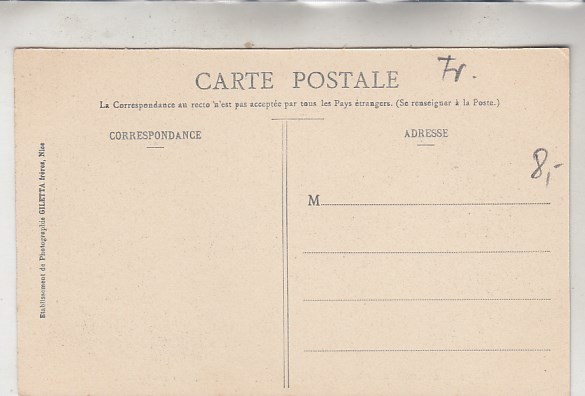 CARTE POSTALE
Fr.
La Correspondance au recto n'est pas acceptée par tous les Pays étrangers. (Se renseigner à la Poste.)
CORRESPONDANCE
ADRESSE
8,-
M
Etablissement de Photographie GILETTA frères, Nice